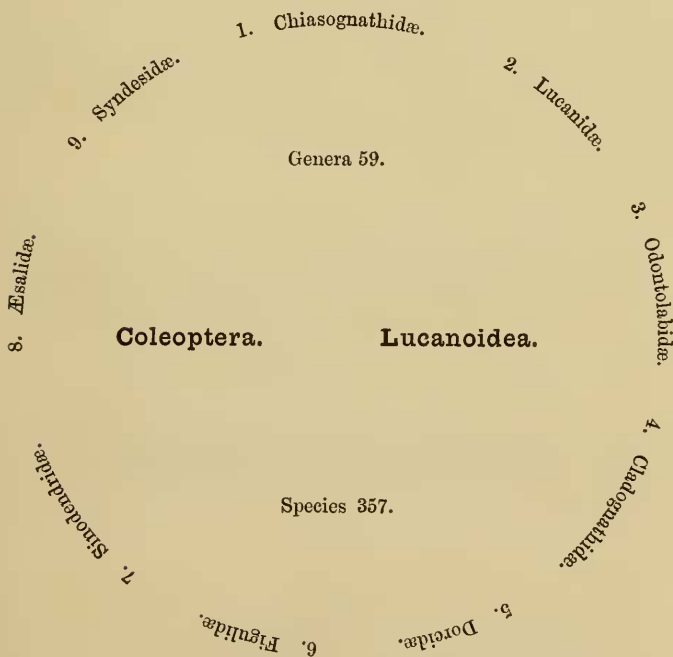 1. Chiasognathidæ.
2. Lucanidæ.
3. Odontolabidæ.
4. Cladognathidæ.
5. Dorcidæ.
6. Figulidæ.
7. Sinodendridæ.
8. Æsalidæ.
9. Syndesidæ.
Genera 59.
Coleoptera. Lucanoidea.
Species 357.